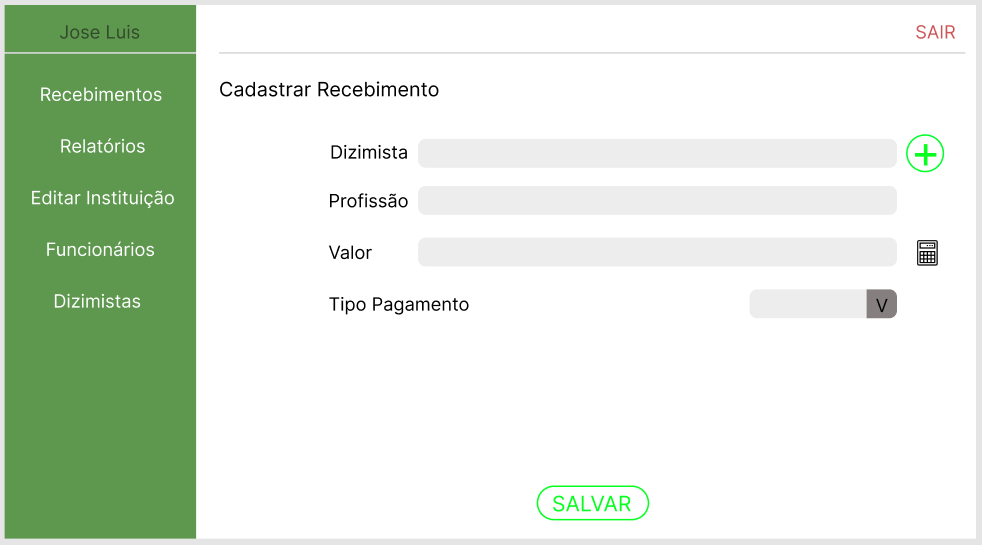 Jose Luis
SAIR
Recebimentos
Relatórios
Editar Instituição
Funcionários
Dizimistas
Cadastrar Recebimento
Dizimista
Profissão
Valor
Tipo Pagamento
V
SALVAR